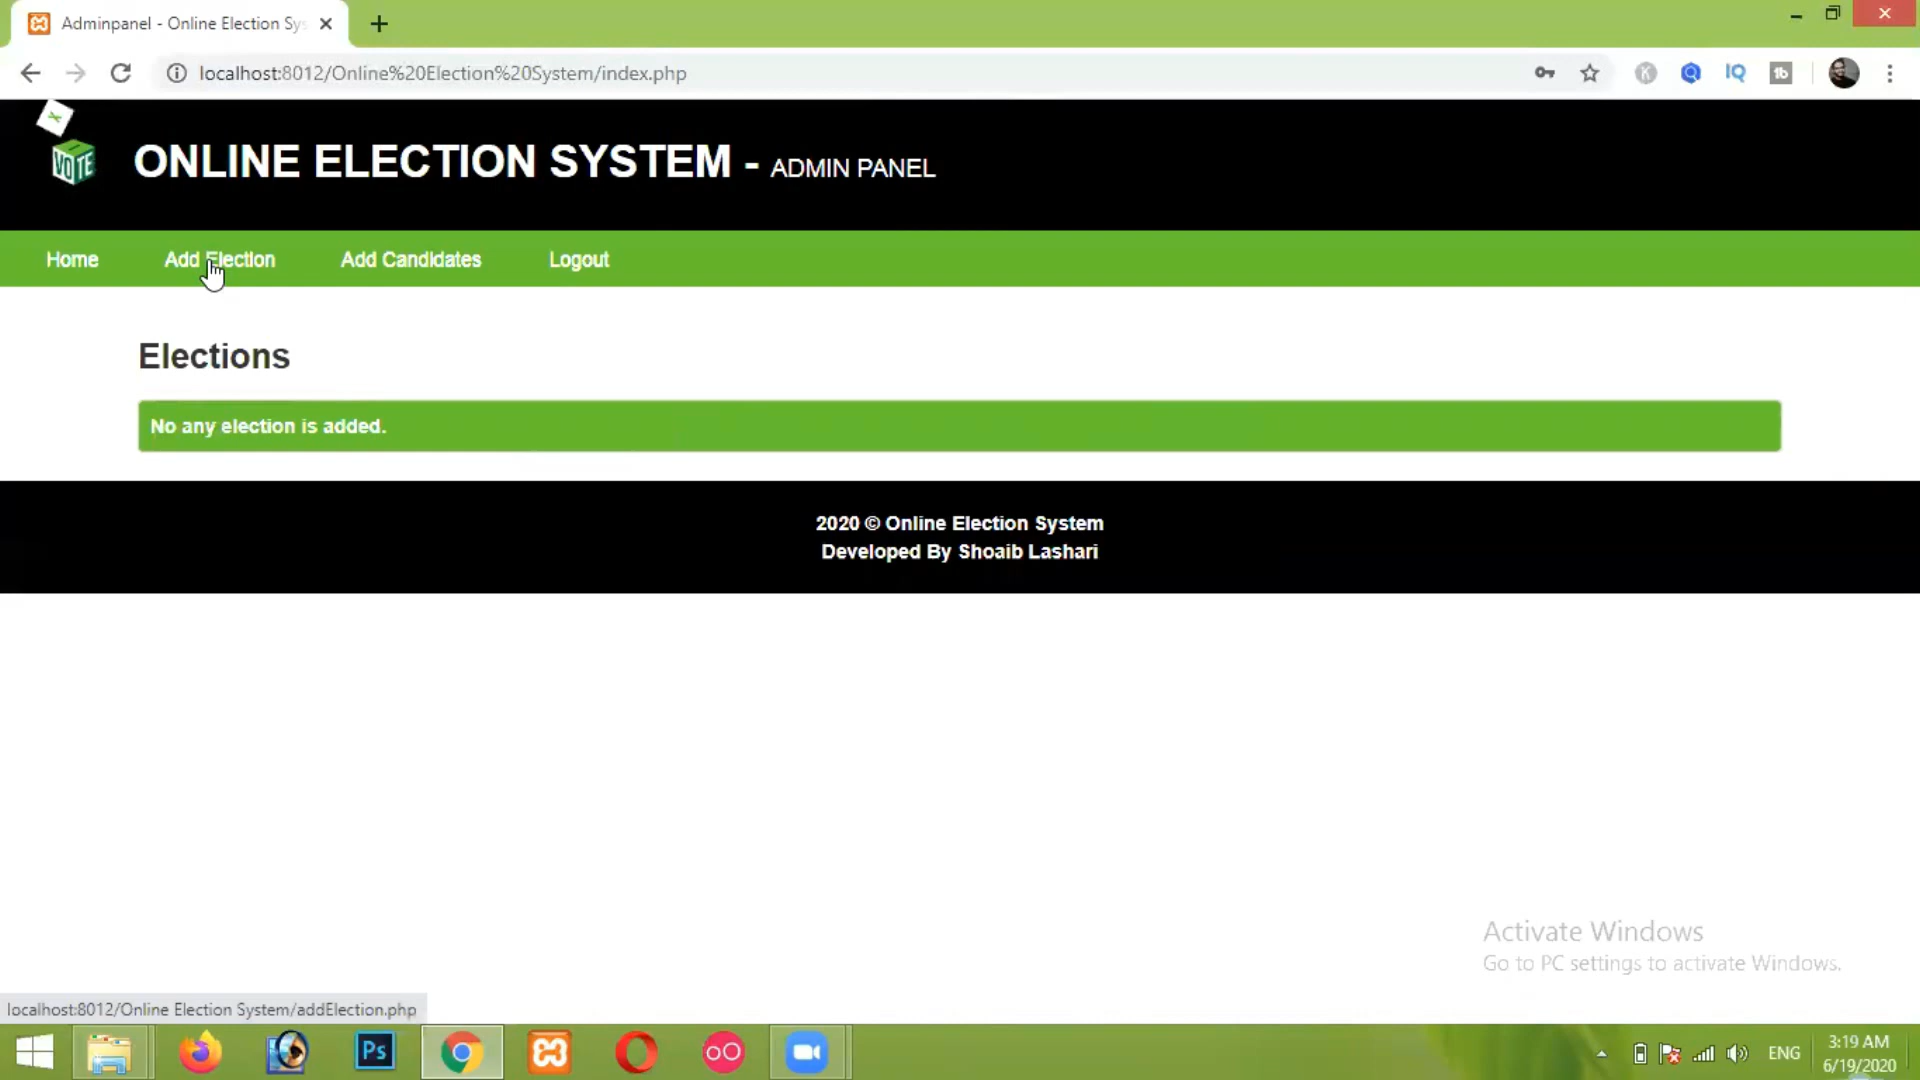 Adminpanel - Online Election Sys
localhost:8012/Online%20Election%20System/index.php
IQ
VOTE
ONLINE ELECTION SYSTEM - ADMIN PANEL
Home
Add Election
Add Candidates
Logout
Elections
No any election is added.
2020 © Online Election System
Developed By Shoaib Lashari
Activate Windows
Go to PC settings to activate Windows.
localhost:8012/Online Election System/addElection.php
Ps
ENG
3:19 AM
6/19/2020